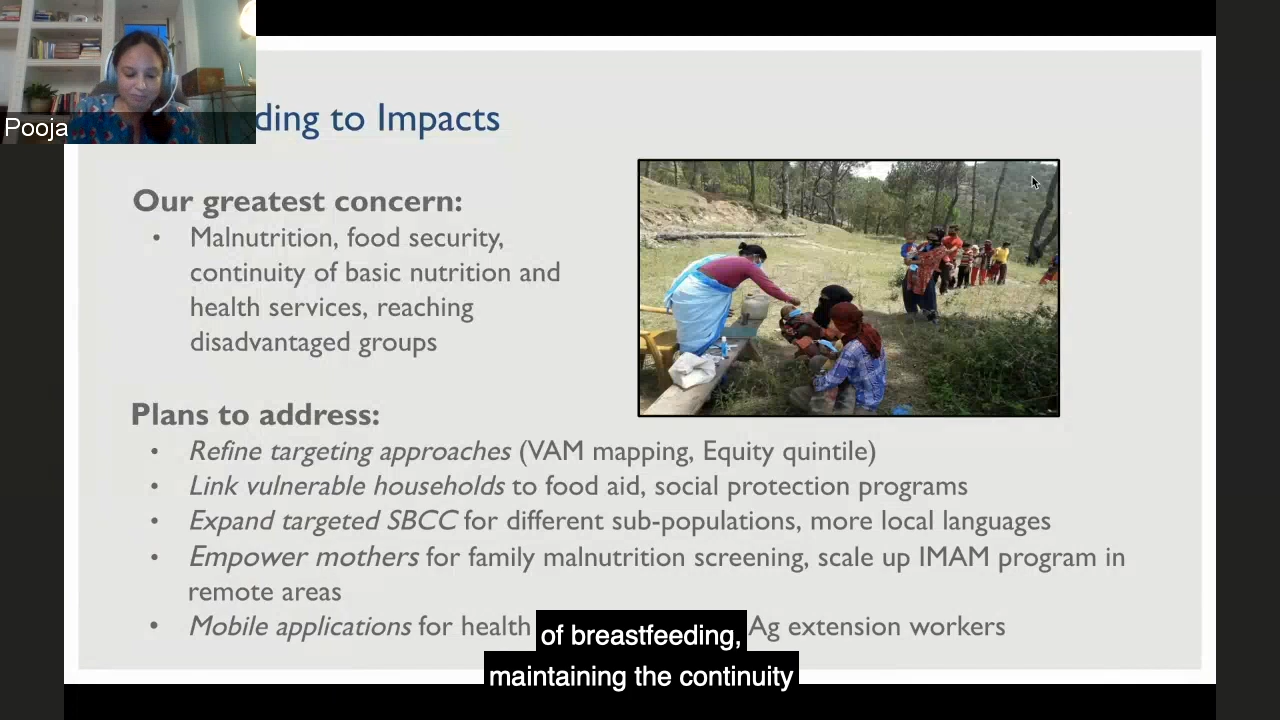 Pooja
ding to Impacts
Our greatest concern:
• Malnutrition, food security,
continuity of basic nutrition and
health services, reaching
disadvantaged groups
Plans to address:
• Refine targeting approaches (VAM mapping, Equity quintile)
• Link vulnerable households to food aid, social protection programs
• Expand targeted SBCC for different sub-populations, more local languages
• Empower mothers for family malnutrition screening, scale up IMAM program in
remote areas
• Mobile applications for health Ag extension workers
of breastfeeding,
maintaining the continuity